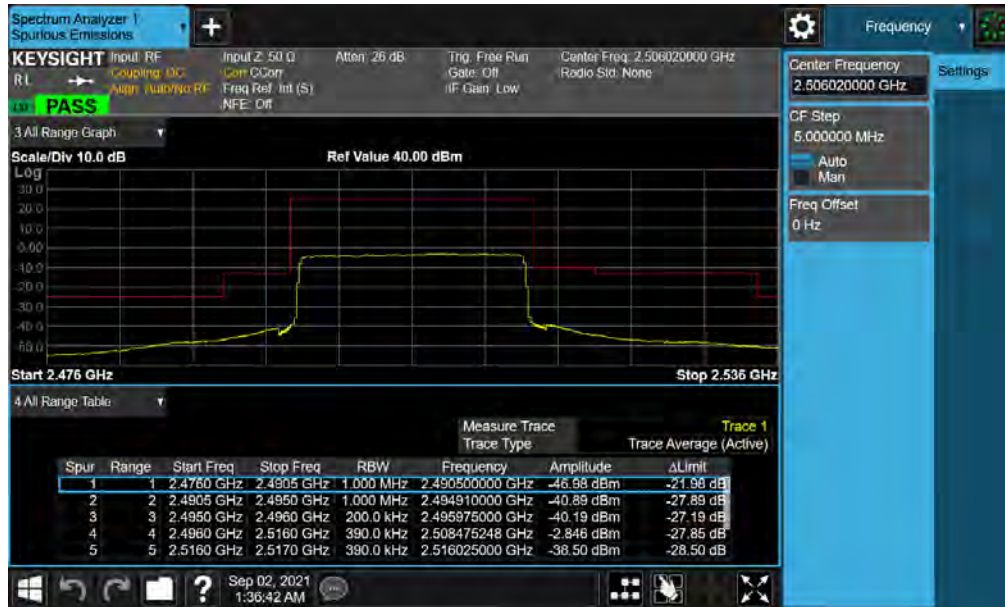 Spectrum Analyzer 1
Spurious Emissions
Frequency
KEYSIGHT Input: RF Input Z: 50 Ω Atten: 26 dB Trig: Free Run Center Freq: 2.506020000 GHz
RL Coupling: DC Corr CCorr Gate: Off Radio Std: None
Align: Auto/No RF Freq Ref: Int (S) IF Gain: Low
PASS NFE: Off
Center Frequency
2.506020000 GHz
Settings
CF Step
5.000000 MHz
Auto
Man
Freq Offset
0 Hz
3 All Range Graph
Scale/Div 10.0 dB Ref Value 40.00 dBm
Log
30.0
20.0
10.0
0.00
-10.0
-20.0
-30.0
-40.0
-50.0
Start 2.476 GHz Stop 2.536 GHz
4 All Range Table
Measure Trace Trace 1
Trace Type Trace Average (Active)
Spur Range Start Freq Stop Freq RBW Frequency Amplitude ΔLimit
1 1 2.4760 GHz 2.4905 GHz 1.000 MHz 2.490500000 GHz -46.98 dBm -21.98 dB
2 2 2.4905 GHz 2.4950 GHz 1.000 MHz 2.494910000 GHz -40.89 dBm -27.89 dB
3 3 2.4950 GHz 2.4960 GHz 200.0 kHz 2.495975000 GHz -40.19 dBm -27.19 dB
4 4 2.4960 GHz 2.5160 GHz 390.0 kHz 2.508475248 GHz -2.846 dBm -27.85 dB
5 5 2.5160 GHz 2.5170 GHz 390.0 kHz 2.516025000 GHz -38.50 dBm -28.50 dB
Sep 02, 2021
1:36:42 AM